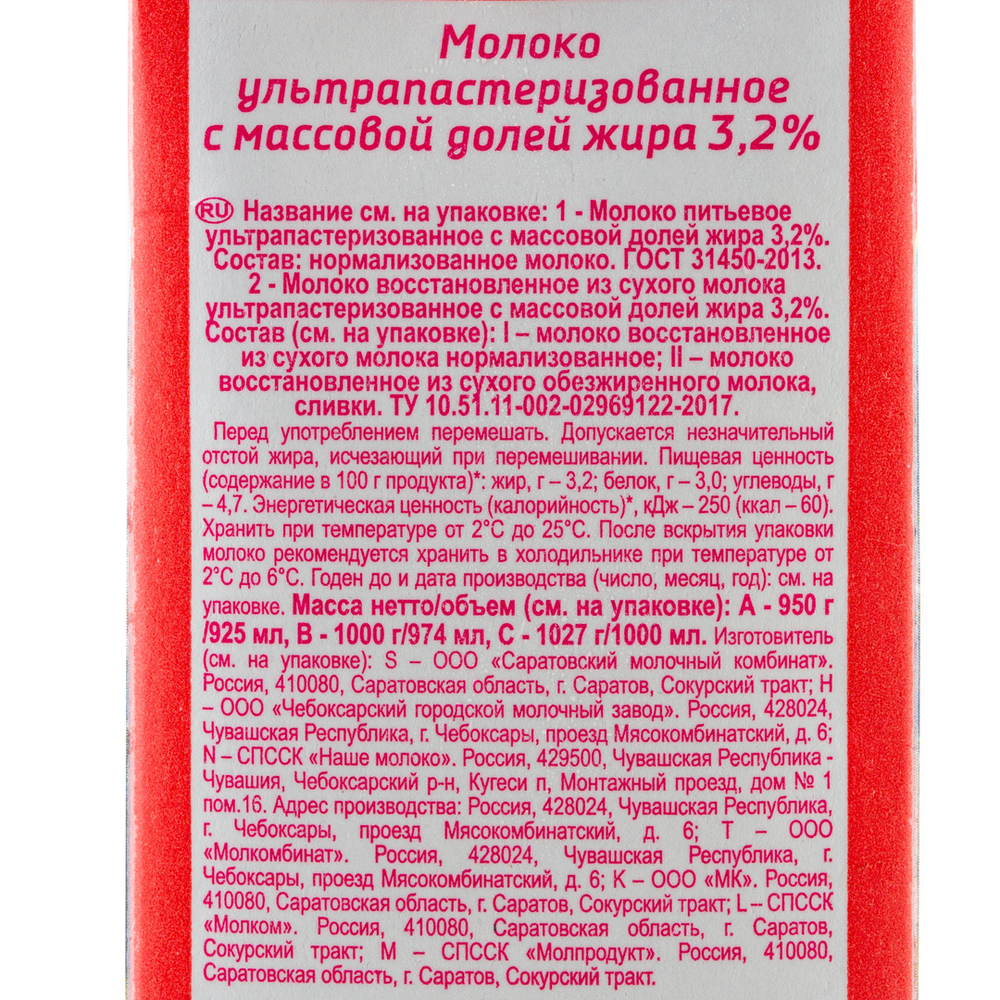 Молоко
ультрапастеризованное
с массовой долей жира 3,2%
RU Название см. на упаковке: 1 - Молоко питьевое
ультрапастеризованное с массовой долей жира 3,2%.
Состав: нормализованное молоко. ГОСТ 31450-2013.
2 - Молоко восстановленное из сухого молока
ультрапастеризованное с массовой долей жира 3,2%.
Состав (см. на упаковке): I – молоко восстановленное
из сухого молока нормализованное; II – молоко
восстановленное из сухого обезжиренного молока,
сливки. ТУ 10.51.11-002-02969122-2017.
Перед употреблением перемешать. Допускается незначительный
отстой жира, исчезающий при перемешивании. Пищевая ценность
(содержание в 100 г продукта)*: жир, г – 3,2; белок, г – 3,0; углеводы, г
– 4,7. Энергетическая ценность (калорийность)*, кДж – 250 (ккал – 60).
Хранить при температуре от 2°С до 25°С. После вскрытия упаковки
молоко рекомендуется хранить в холодильнике при температуре от
2°С до 6°С. Годен до и дата производства (число, месяц, год): см. на
упаковке. Масса нетто/объем (см. на упаковке): А - 950 г
/925 мл, В - 1000 г/974 мл, С - 1027 г/1000 мл. Изготовитель
(см. на упаковке): S – ООО «Саратовский молочный комбинат».
Россия, 410080, Саратовская область, г. Саратов, Сокурский тракт; H
– ООО «Чебоксарский городской молочный завод». Россия, 428024,
Чувашская Республика, г. Чебоксары, проезд Мясокомбинатский, д. 6;
N – СПССК «Наше молоко». Россия, 429500, Чувашская Республика -
Чувашия, Чебоксарский р-н, Кугеси п, Монтажный проезд, дом № 1
пом.16. Адрес производства: Россия, 428024, Чувашская Республика,
г. Чебоксары, проезд Мясокомбинатский, д. 6; T – ООО
«Молкомбинат». Россия, 428024, Чувашская Республика, г.
Чебоксары, проезд Мясокомбинатский, д. 6; K – ООО «МК». Россия,
410080, Саратовская область, г. Саратов, Сокурский тракт; L – СПССК
«Молком». Россия, 410080, Саратовская область, г. Саратов,
Сокурский тракт; M – СПССК «Молпродукт». Россия, 410080,
Саратовская область, г. Саратов, Сокурский тракт.